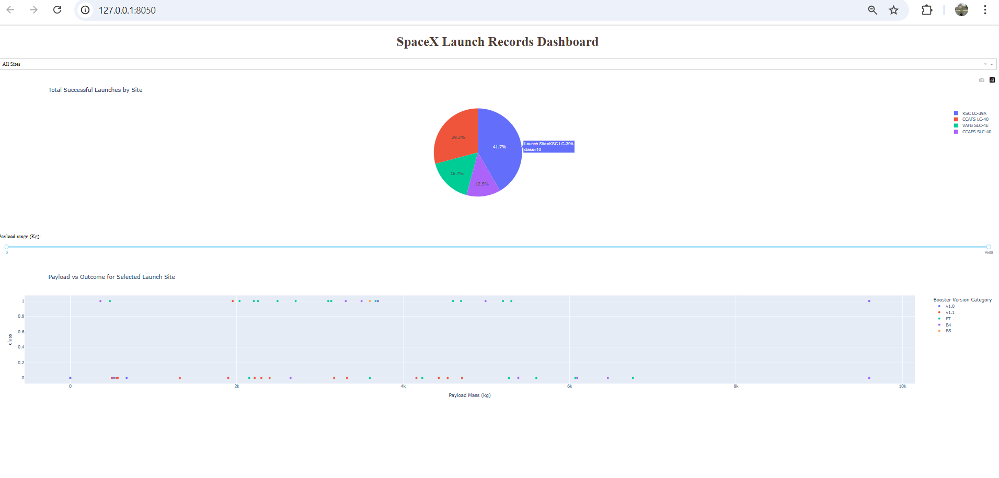 127.0.0.1:8050
SpaceX Launch Records Dashboard
All Sites
Total Successful Launches by Site
KSC LC-39A
CCAFS LC-40
VAFB SLC-4E
CCAFS SLC-40
29.2%
41.7%
Launch Site=KSC LC-39A
class=10
16.7%
12.5%
Payload range (Kg):
0
9600
Payload vs Outcome for Selected Launch Site
Booster Version Category
v1.0
v1.1
FT
B4
B5
class
1
0.8
0.6
0.4
0.2
0
0
2k
4k
6k
8k
10k
Payload Mass (kg)